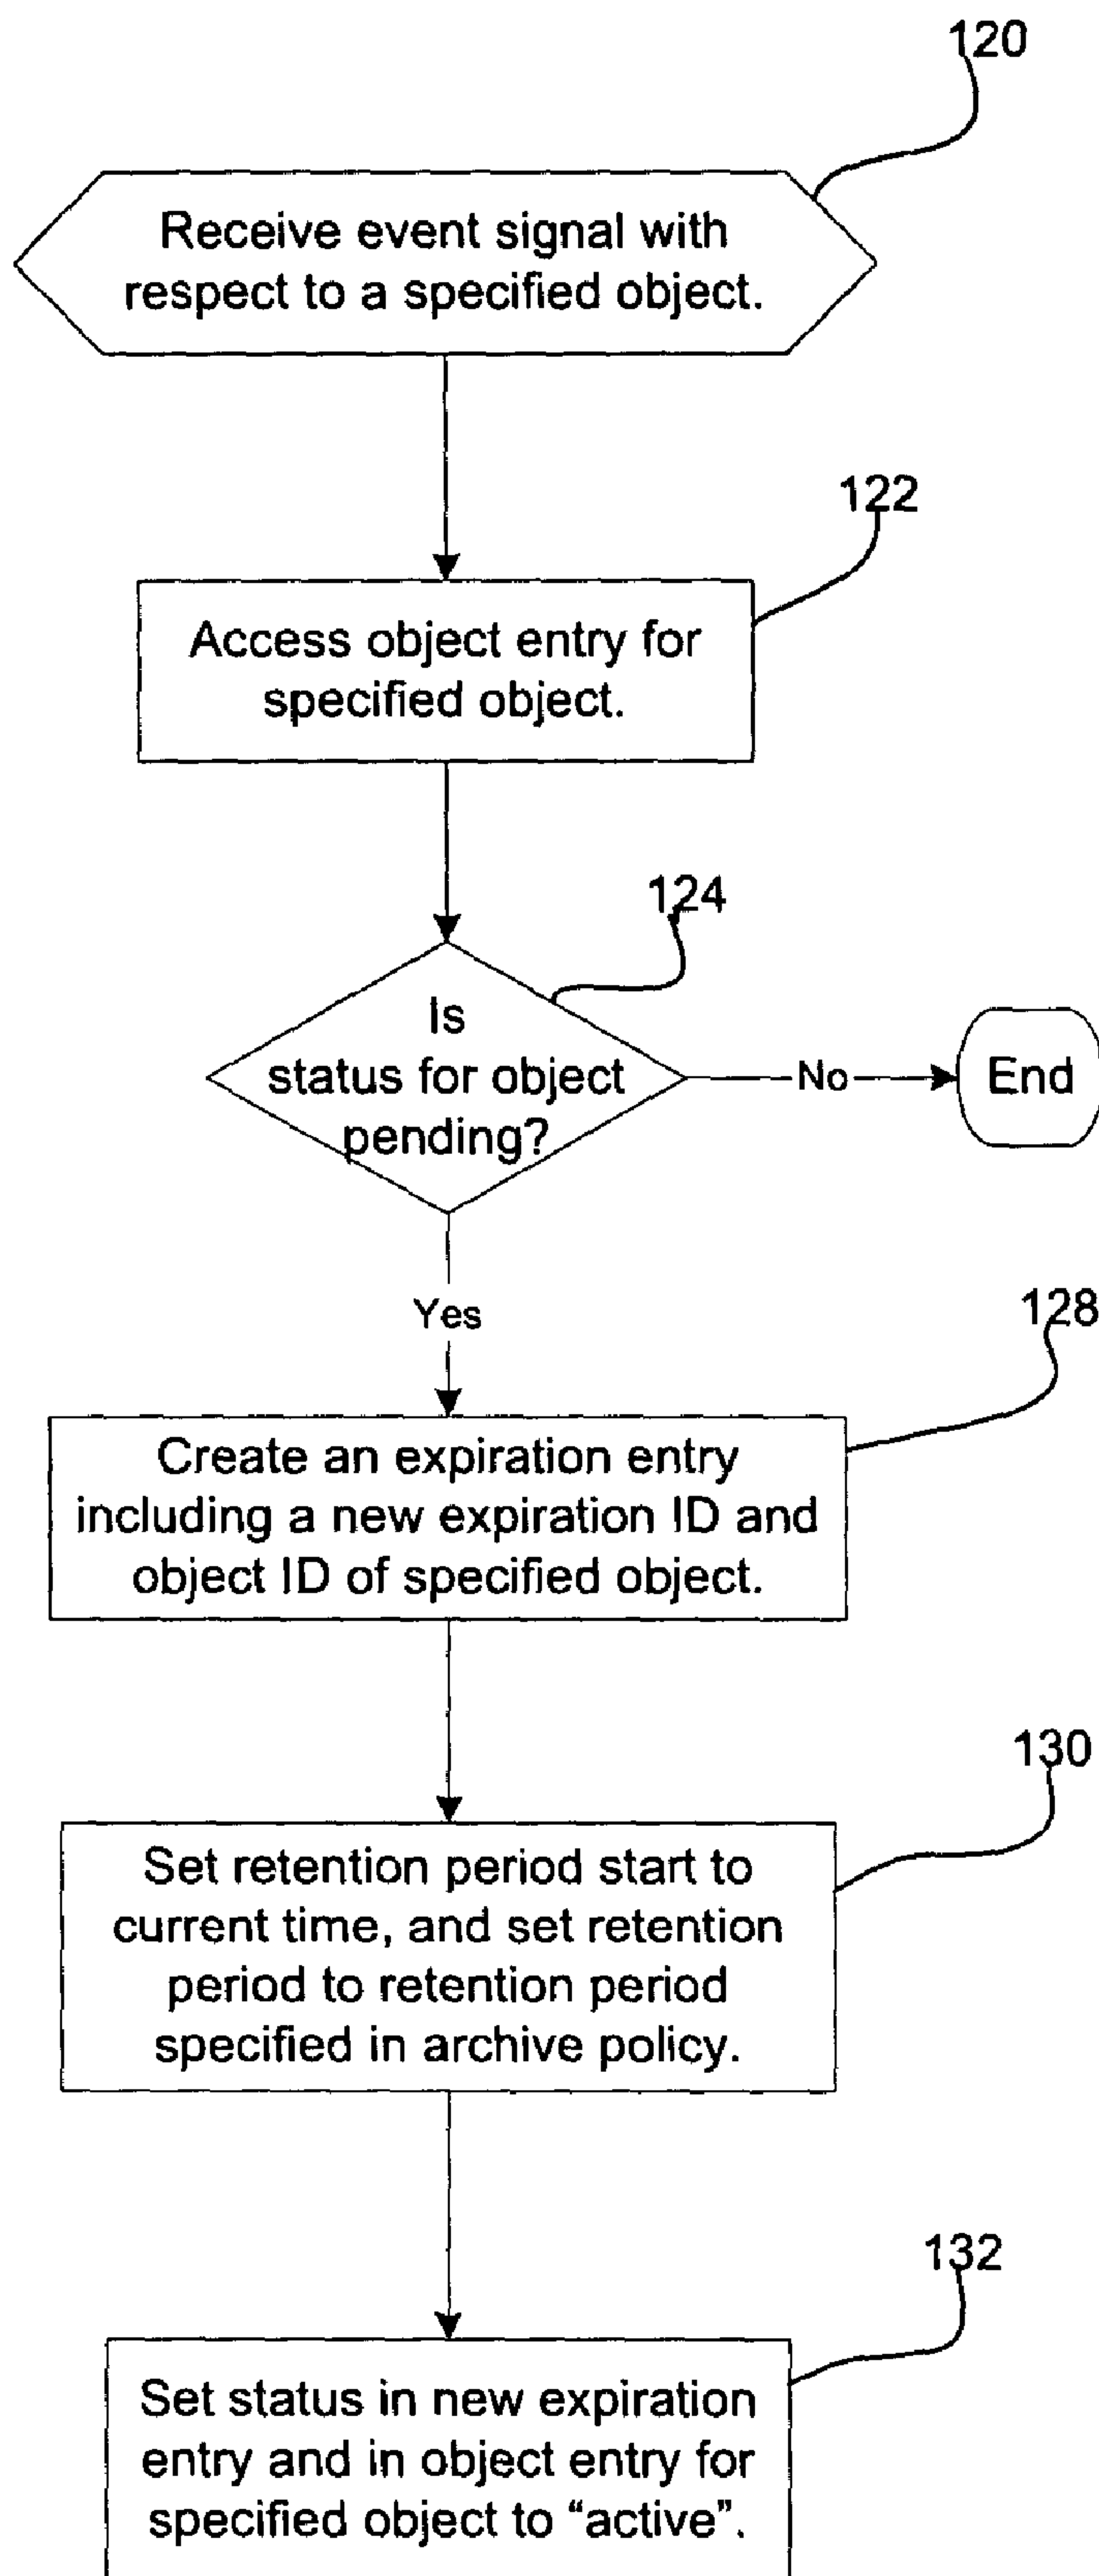 120
Receive event signal with
respect to a specified object.
122
Access object entry for
specified object.
124
Is
status for object
pending?
No
End
Yes
128
Create an expiration entry
including a new expiration ID and
object ID of specified object.
130
Set retention period start to
current time, and set retention
period to retention period
specified in archive policy.
132
Set status in new expiration
entry and in object entry for
specified object to “active”.